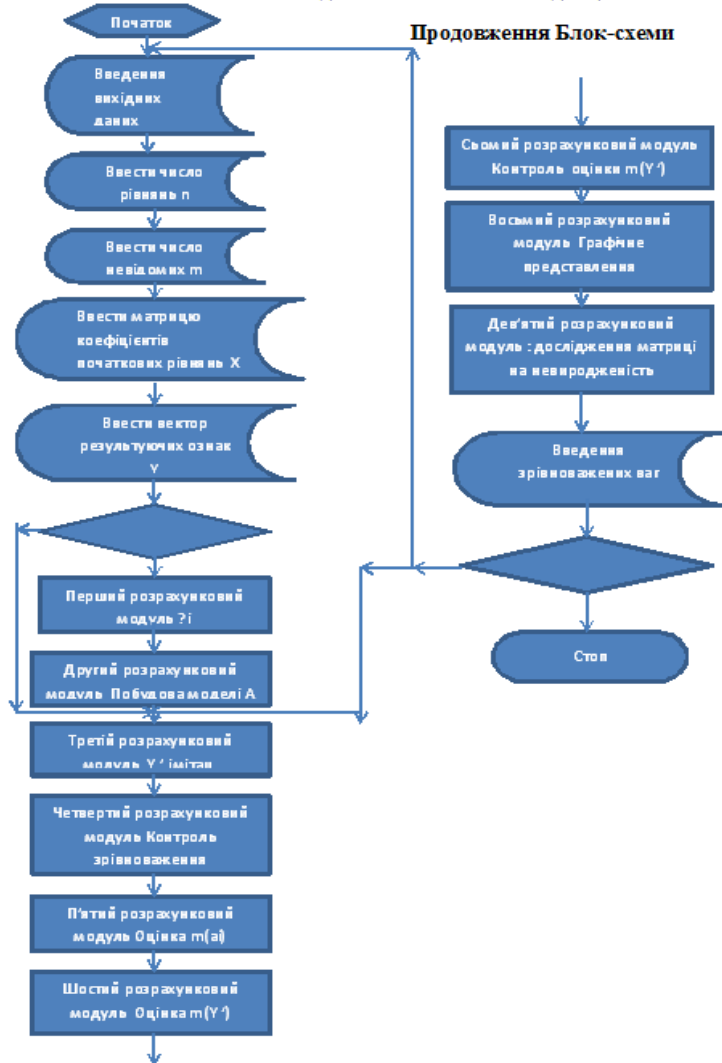 Початок
Введення
вихідних
даних
Ввести число
рівнянь n
Ввести число
невідомих m
Ввести матрицю
коефіцієнтів
початкових рівнянь X
Ввести вектор
результуючих ознак
Y
Перший розрахунковий
модуль ?i
Другий розрахунковий
модуль Побудова моделі А
Третій розрахунковий
модуль Y' імітац
Четвертий розрахунковий
модуль Контроль
зрівноваження
П'ятий розрахунковий
модуль Оцінка m(ai)
Шостий розрахунковий
модуль Оцінка m(Y')
Продовження Блок-схеми
Сьомий розрахунковий модуль
Контроль оцінки m(Y')
Восьмий розрахунковий
модуль Графічне
представлення
Дев'ятий розрахунковий
модуль : дослідження матриці
на невиродженість
Введення
зрівноважених ваг
Стоп